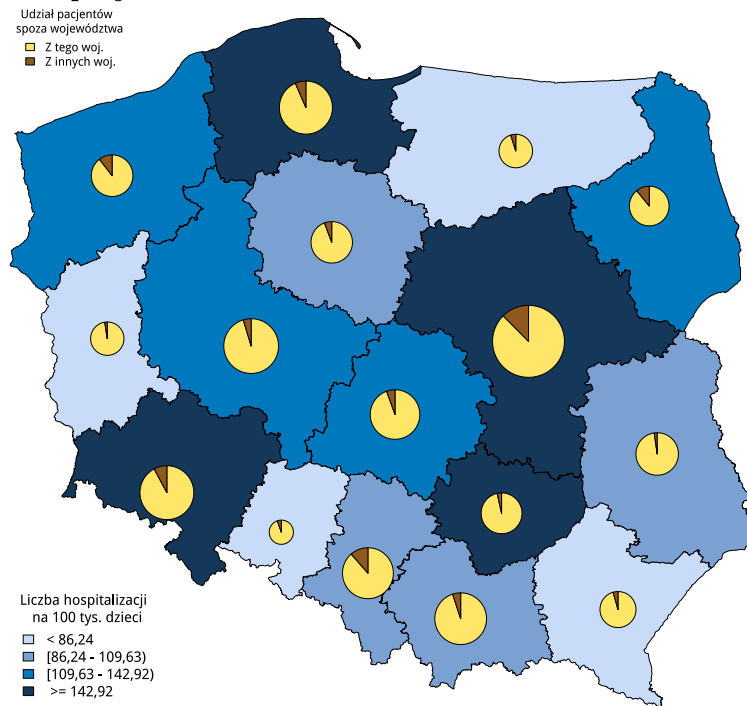 Udział pacjentów
spoza województwa
Z tego woj.
Z innych woj.
Liczba hospitalizacji
na 100 tys. dzieci
< 86,24
[86,24 - 109,63)
[109,63 - 142,92)
>= 142,92